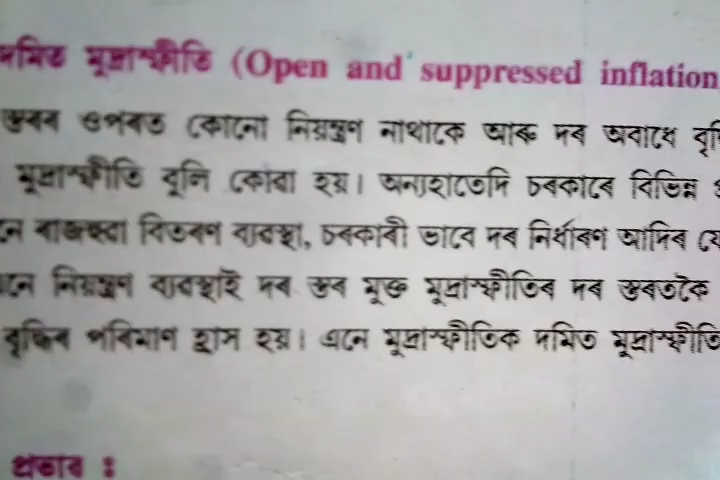 দমিত মুদ্ৰাস্ফীতি (Open and suppressed inflation
স্তৰৰ ওপৰত কোনো নিয়ন্ত্ৰণ নাথাকে আৰু দৰ অবাধে
মুদ্ৰাস্ফীতি বুলি কোৱা হয়। অন্যহাতেদি চৰকাৰে বিভিন্ন
ৰাজহুৱা বিতৰণ ব্যৱস্থা, চৰকাৰী ভাবে দৰ নিৰ্ধাৰণ আদিৰ
নিয়ন্ত্ৰণ ব্যৱস্থাই দৰ স্তৰ মুক্ত মুদ্ৰাস্ফীতিৰ দৰ স্তৰতকৈ
বৃদ্ধিৰ পৰিমাণ হ্ৰাস হয়। এনে মুদ্ৰাস্ফীতিক দমিত মুদ্ৰাস্ফীতি
প্ৰভাৱ :